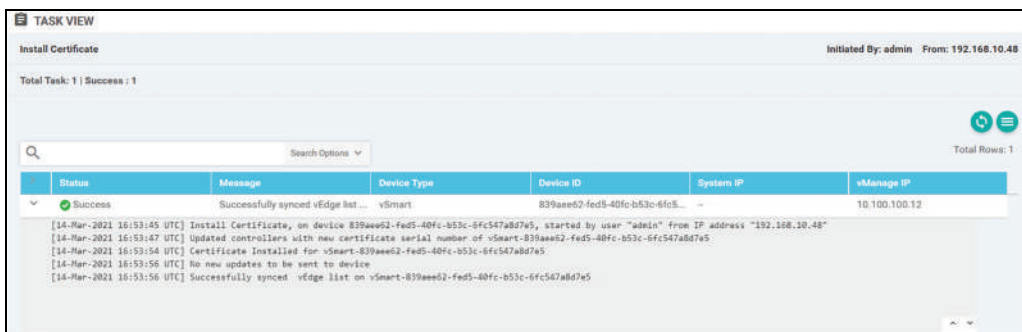 TASK VIEW
Install Certificate
Initiated By: admin From: 192.168.10.48
Total Task: 1 | Success : 1
Search Options
Total Rows: 1
Status Message Device Type Device ID System IP vManage IP
Success Successfully synced vEdge list ... vSmart 839aee62-fed5-40fc-b53c-6fc5... -- 10.100.100.12
[14-Mar-2021 16:53:45 UTC] Install Certificate, on device 839aee62-fed5-40fc-b53c-6fc547a8d7e5, started by user "admin" from IP address "192.168.10.48"
[14-Mar-2021 16:53:47 UTC] Updated controllers with new certificate serial number of vSmart-839aee62-fed5-40fc-b53c-6fc547a8d7e5
[14-Mar-2021 16:53:54 UTC] Certificate Installed for vSmart-839aee62-fed5-40fc-b53c-6fc547a8d7e5
[14-Mar-2021 16:53:56 UTC] No new updates to be sent to device
[14-Mar-2021 16:53:56 UTC] Successfully synced vEdge list on vSmart-839aee62-fed5-40fc-b53c-6fc547a8d7e5